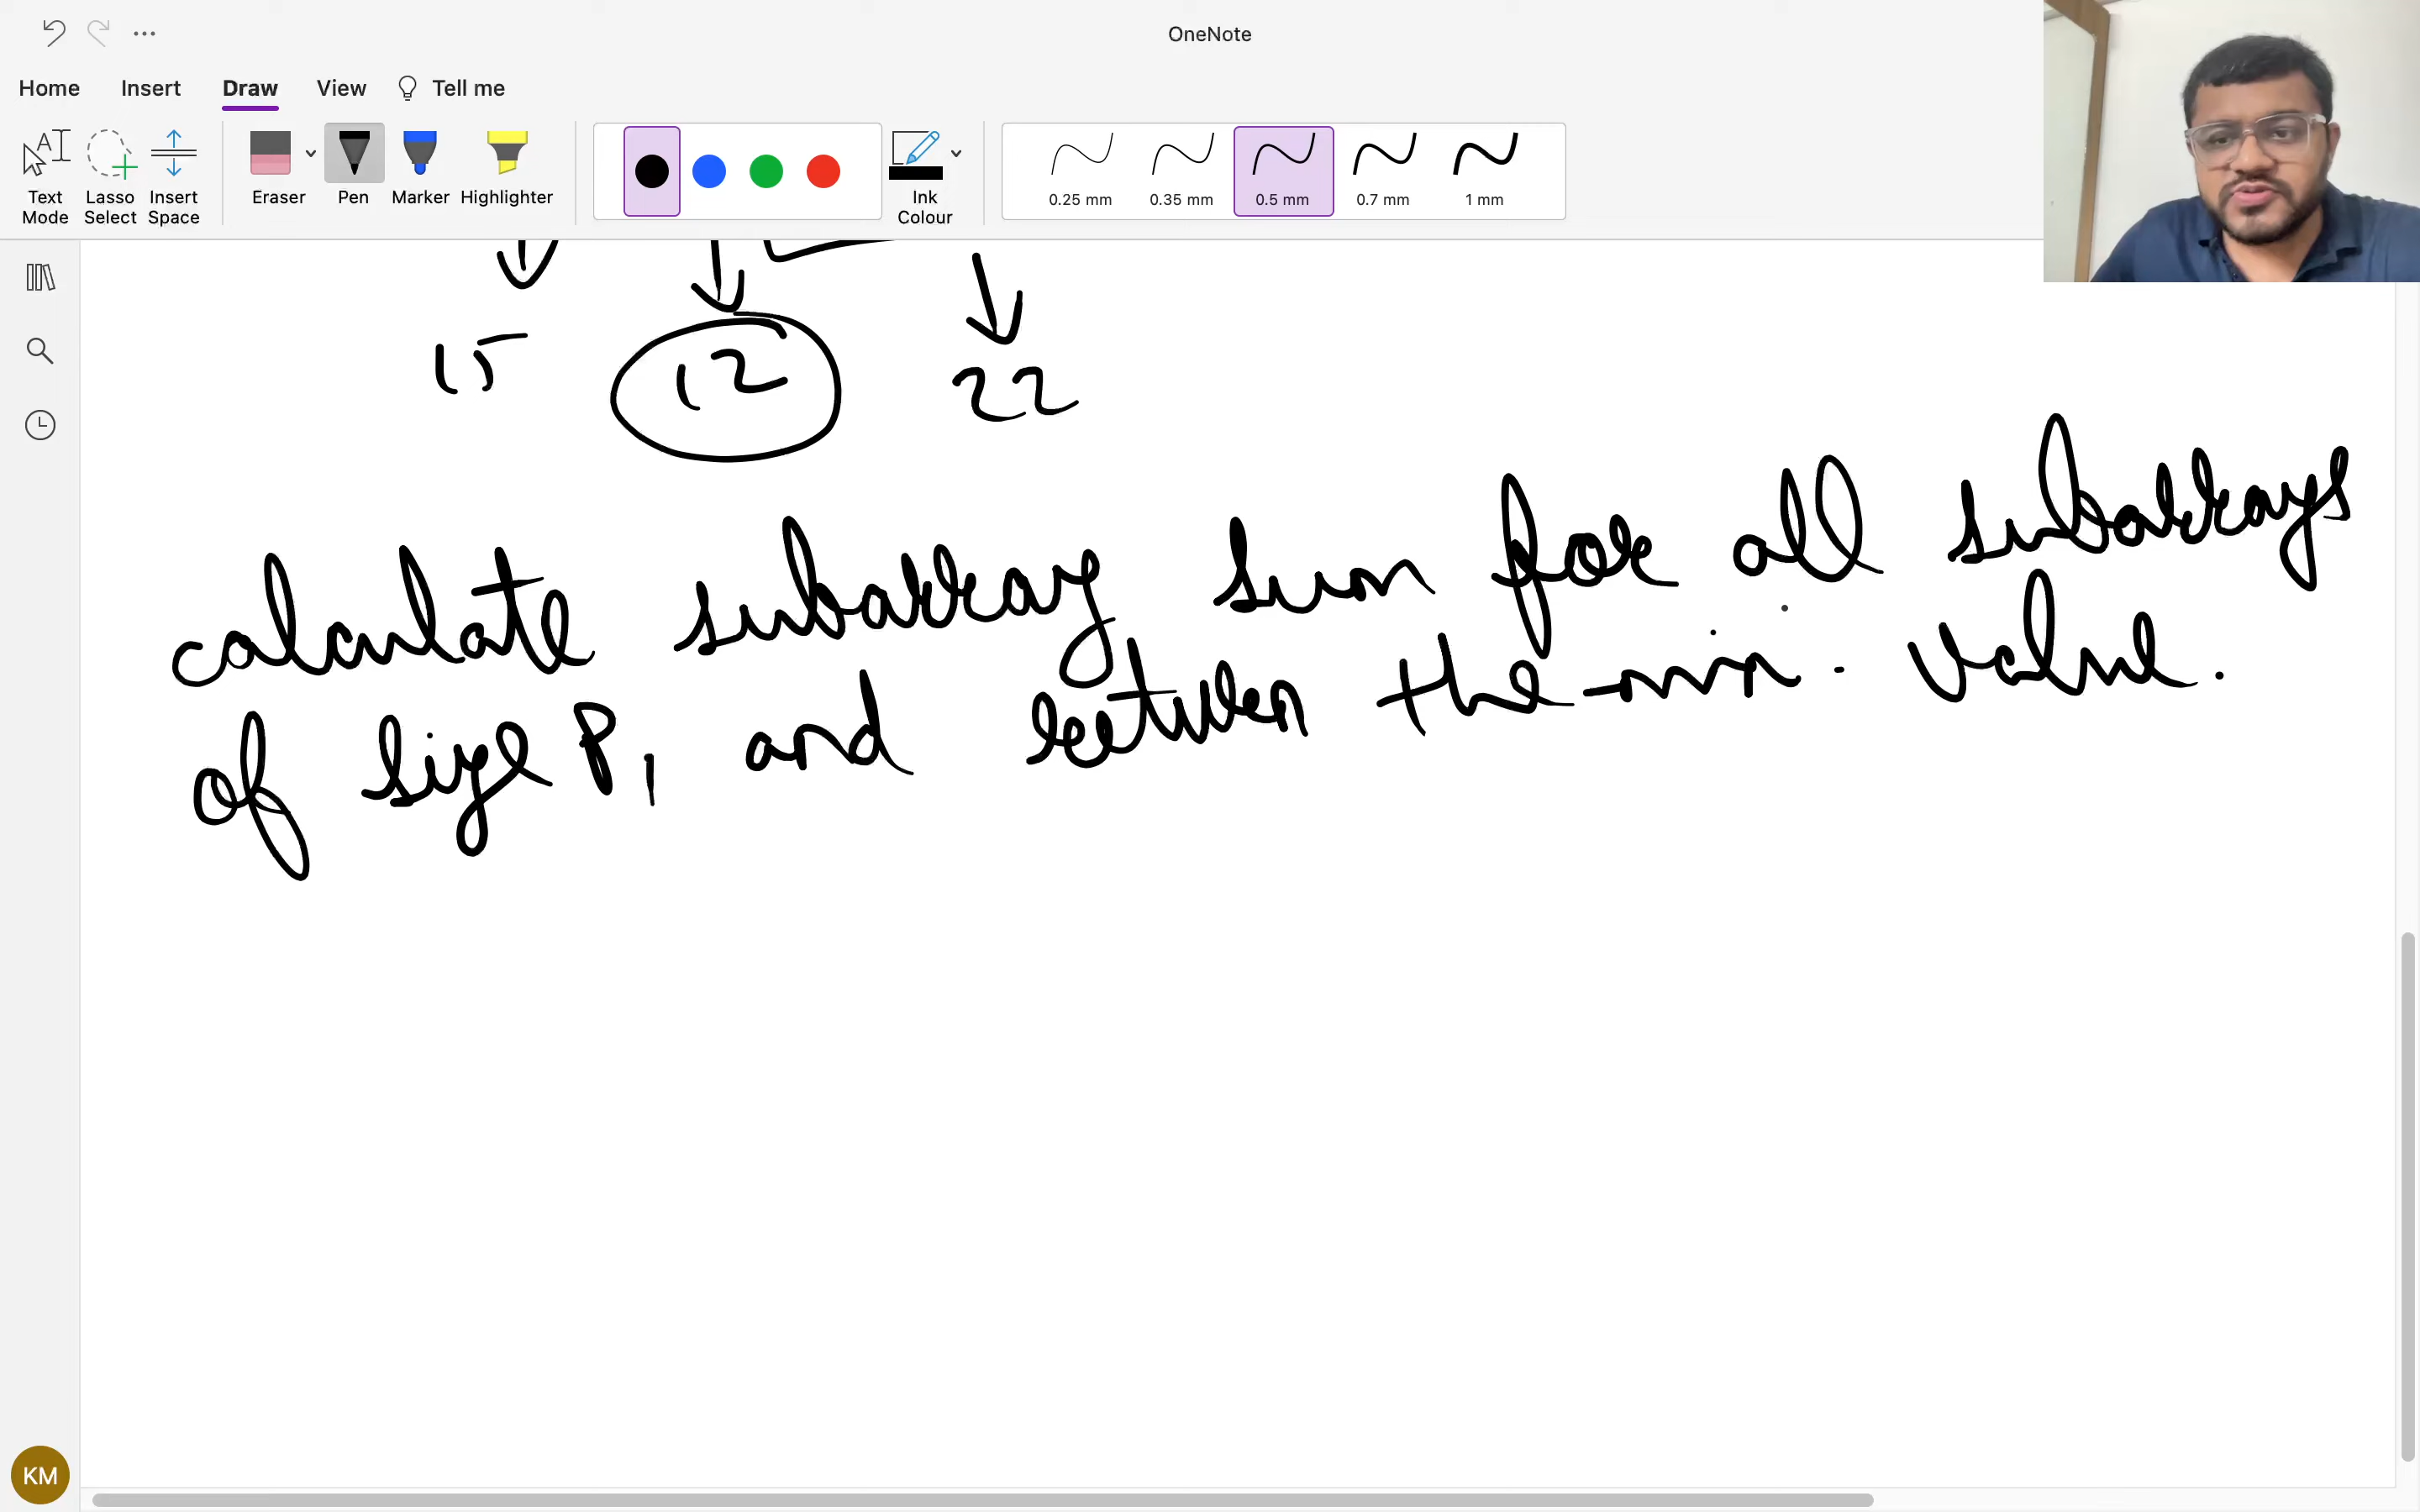 OneNote
Home Insert Draw View Tell me
Text Mode
Lasso Select
Insert Space
Eraser
Pen
Marker
Highlighter
Ink Colour
0.25 mm
0.35 mm
0.5 mm
0.7 mm
1 mm
15 12 22
calculate subarray sum for all subarrays
of size P, and between the min. value.
KM